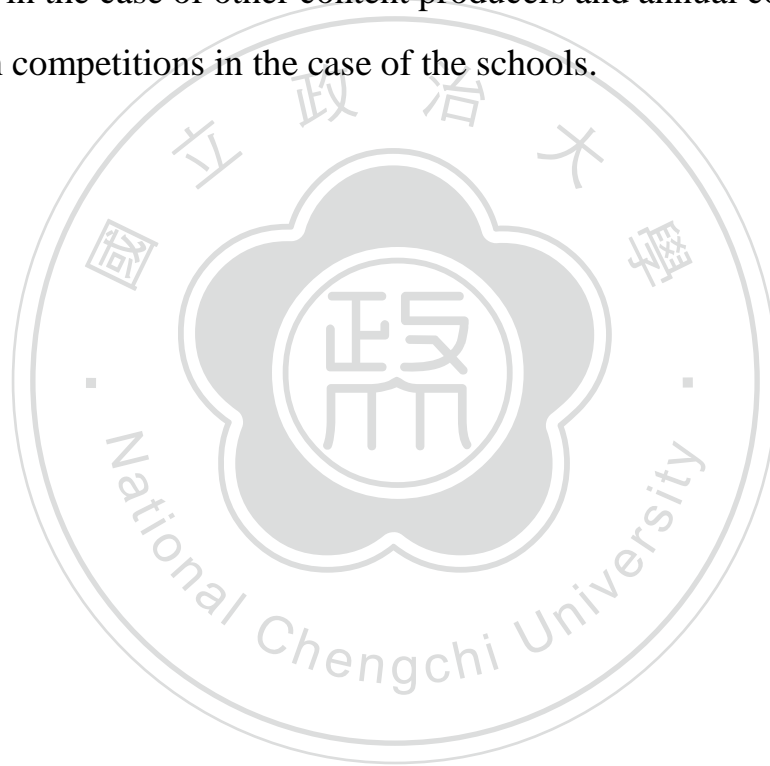 in the case of other content producers and annual
competitions in the case of the schools.
國立政治大學
政大
National Chengchi University